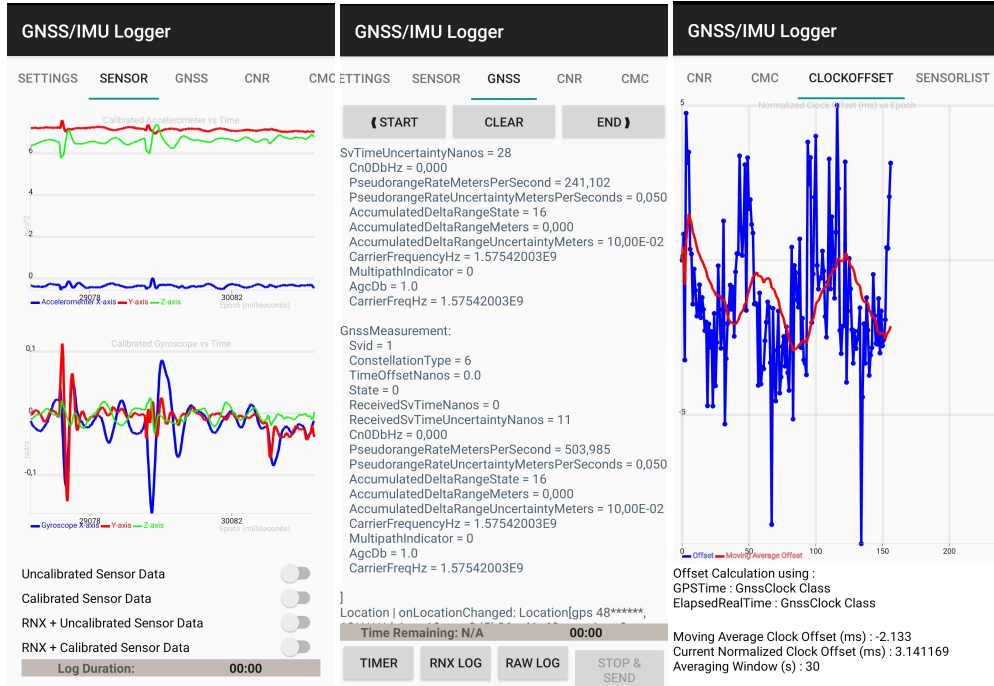 GNSS/IMU Logger
SETTINGS SENSOR GNSS CNR CMC
Calibrated Accelerometer vs Time
6
4
2
0
29078 30082
Accelerometer X-axis Y-axis Z-axis
Epoch (milliseconds)
Calibrated Gyroscope vs Time
0,1
rad/s
-0,1
29078 30082
Gyroscope X-axis Y-axis Z-axis
Epoch (milliseconds)
Uncalibrated Sensor Data
Calibrated Sensor Data
RNX + Uncalibrated Sensor Data
RNX + Calibrated Sensor Data
Log Duration: 00:00
GNSS/IMU Logger
ETTINGS SENSOR GNSS CNR CMC
❰ START CLEAR END ❱
SvTimeUncertaintyNanos = 28
Cn0DbHz = 0,000
PseudorangeRateMetersPerSecond = 241,102
PseudorangeRateUncertaintyMetersPerSeconds = 0,050
AccumulatedDeltaRangeState = 16
AccumulatedDeltaRangeMeters = 0,000
AccumulatedDeltaRangeUncertaintyMeters = 10,00E-02
CarrierFrequencyHz = 1.57542003E9
MultipathIndicator = 0
AgcDb = 1.0
CarrierFreqHz = 1.57542003E9
GnssMeasurement:
Svid = 1
ConstellationType = 6
TimeOffsetNanos = 0.0
State = 0
ReceivedSvTimeNanos = 0
ReceivedSvTimeUncertaintyNanos = 11
Cn0DbHz = 0,000
PseudorangeRateMetersPerSecond = 503,985
PseudorangeRateUncertaintyMetersPerSeconds = 0,050
AccumulatedDeltaRangeState = 16
AccumulatedDeltaRangeMeters = 0,000
AccumulatedDeltaRangeUncertaintyMeters = 10,00E-02
CarrierFrequencyHz = 1.57542003E9
MultipathIndicator = 0
AgcDb = 1.0
CarrierFreqHz = 1.57542003E9
]
Location | onLocationChanged: Location[gps 48******,
Time Remaining: N/A 00:00
TIMER RNX LOG RAW LOG STOP & SEND
GNSS/IMU Logger
CNR CMC CLOCKOFFSET SENSORLIST
Normalized Clock Offset (ms) vs Epoch
5
-5
0 50 100 150 200
Offset Moving Average Offset
Offset Calculation using :
GPSTime : GnssClock Class
ElapsedRealTime : GnssClock Class
Moving Average Clock Offset (ms) : -2.133
Current Normalized Clock Offset (ms) : 3.141169
Averaging Window (s) : 30